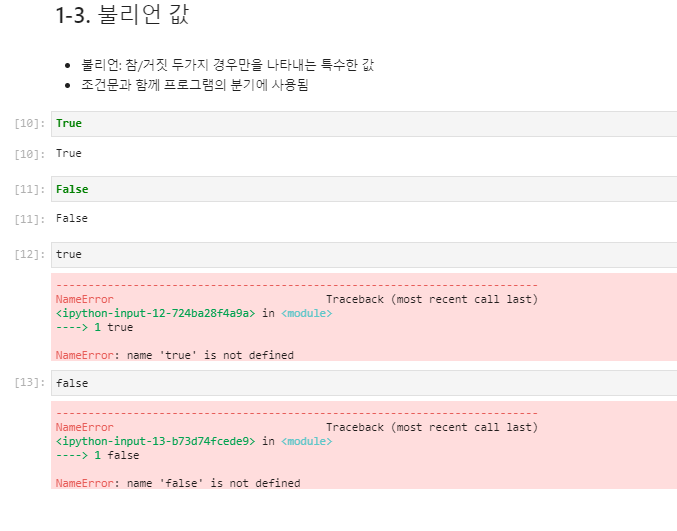 1-3. 불리언 값
불리언: 참/거짓 두가지 경우만을 나타내는 특수한 값
조건문과 함께 프로그램의 분기에 사용됨
[10]: True
[10]: True
[11]: False
[11]: False
[12]: true
---------------------------------------------------------------------------
NameError Traceback (most recent call last)
<ipython-input-12-724ba28f4a9a> in <module>
----> 1 true
NameError: name 'true' is not defined
[13]: false
---------------------------------------------------------------------------
NameError Traceback (most recent call last)
<ipython-input-13-b73d74fcede9> in <module>
----> 1 false
NameError: name 'false' is not defined